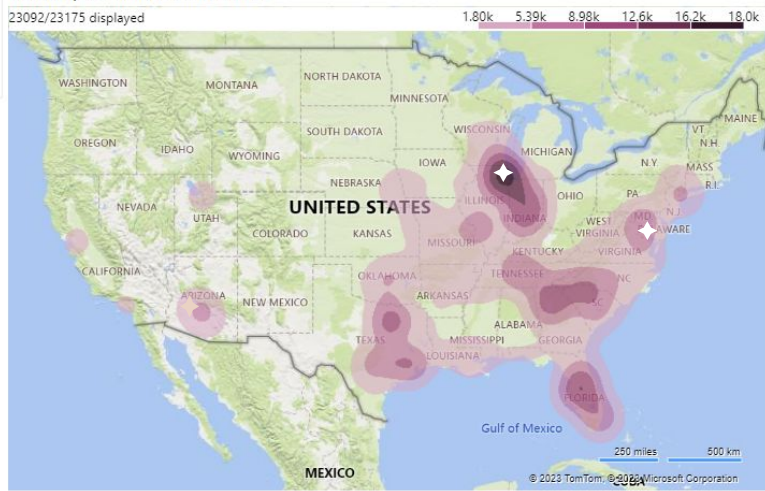 23092/23175 displayed
1.80k 5.39k 8.98k 12.6k 16.2k 18.0k
WASHINGTON
MONTANA
NORTH DAKOTA
MINNESOTA
MAINE
OREGON
IDAHO
WYOMING
SOUTH DAKOTA
WISCONSIN
MICHIGAN
VT
N.H
N.Y
MASS
R.I.
IOWA
NEBRASKA
NEVADA
UTAH
UNITED STATES
ILLINOIS
INDIANA
OHIO
PA.
N.J.
MD
AWARE
COLORADO
KANSAS
MISSOURI
WEST
VIRGINIA
VIRGINIA
KENTUCKY
CALIFORNIA
ARIZONA
NEW MEXICO
OKLAHOMA
ARKANSAS
TENNESSEE
NC
SC
TEXAS
LOUISIANA
MISSISSIPPI
ALABAMA
GEORGIA
FLORIDA
Gulf of Mexico
250 miles 500 km
MEXICO
CUBA
© 2023 TomTom, © 2023 Microsoft Corporation